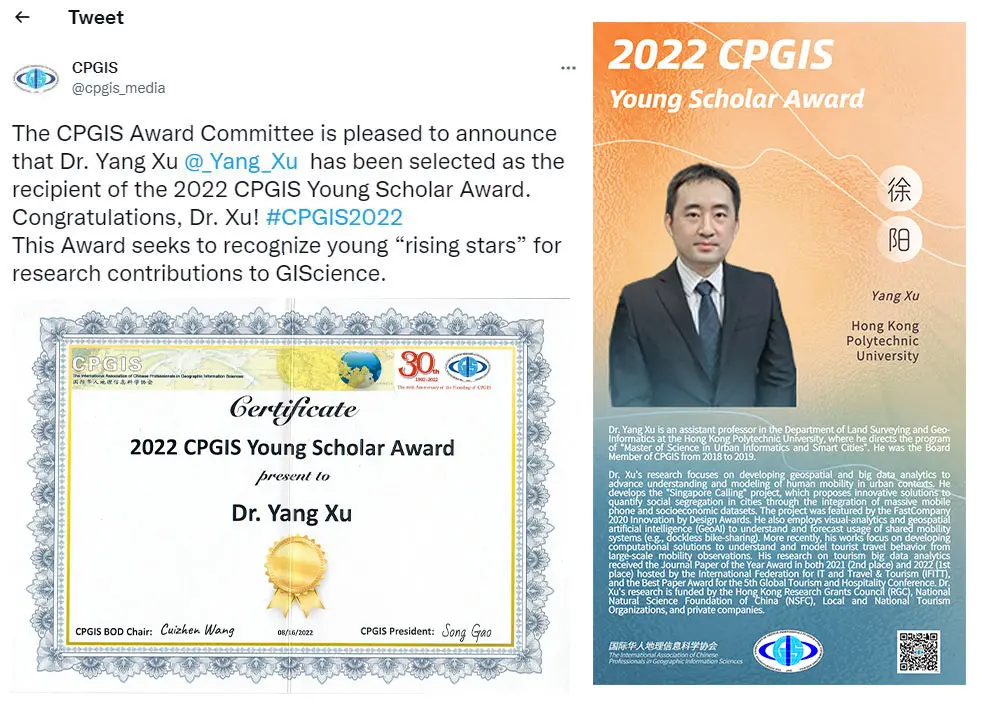 Tweet
CPGIS
@cpgis_media
The CPGIS Award Committee is pleased to announce
that Dr. Yang Xu @_Yang_Xu has been selected as the
recipient of the 2022 CPGIS Young Scholar Award.
Congratulations, Dr. Xu! #CPGIS2022
This Award seeks to recognize young “rising stars” for
research contributions to GIScience.
CPGIS
The International Association of Chinese Professionals in Geographic Information Sciences
国际华人地理信息科学协会
30th
1992-2022
The 30th Anniversary of the Founding of CPGIS
Certificate
2022 CPGIS Young Scholar Award
present to
Dr. Yang Xu
CPGIS BOD Chair: Cuizhen Wang
08/16/2022
CPGIS President: Song Gao
2022 CPGIS
Young Scholar Award
徐
阳
Yang Xu
Hong Kong
Polytechnic
University
Dr. Yang Xu is an assistant professor in the Department of Land Surveying and Geo-
Informatics at the Hong Kong Polytechnic University, where he directs the program
of "Master of Science in Urban Informatics and Smart Cities". He was the Board
Member of CPGIS from 2018 to 2019.
Dr. Xu's research focuses on developing geospatial and big data analytics to
advance understanding and modeling of human mobility in urban contexts. He
develops the "Singapore Calling" project, which proposes innovative solutions to
quantify social segregation in cities through the integration of massive mobile
phone and socioeconomic datasets. The project was featured by the FastCompany
2020 Innovation by Design Awards. He also employs visual-analytics and geospatial
artificial intelligence (GeoAI) to understand and forecast usage of shared mobility
systems (e.g., dockless bike-sharing). More recently, his works focus on developing
computational solutions to understand and model tourist travel behavior from
large-scale mobility observations. His research on tourism big data analytics
received the Journal Paper of the Year Award in both 2021 (2nd place) and 2022 (1st
place) hosted by the International Federation for IT and Travel & Tourism (IFITT),
and the Best Paper Award for the 5th Global Tourism and Hospitality Conference. Dr.
Xu's research is funded by the Hong Kong Research Grants Council (RGC), National
Natural Science Foundation of China (NSFC), Local and National Tourism
Organizations, and private companies.
国际华人地理信息科学协会
The International Association of Chinese
Professionals in Geographic Information Sciences